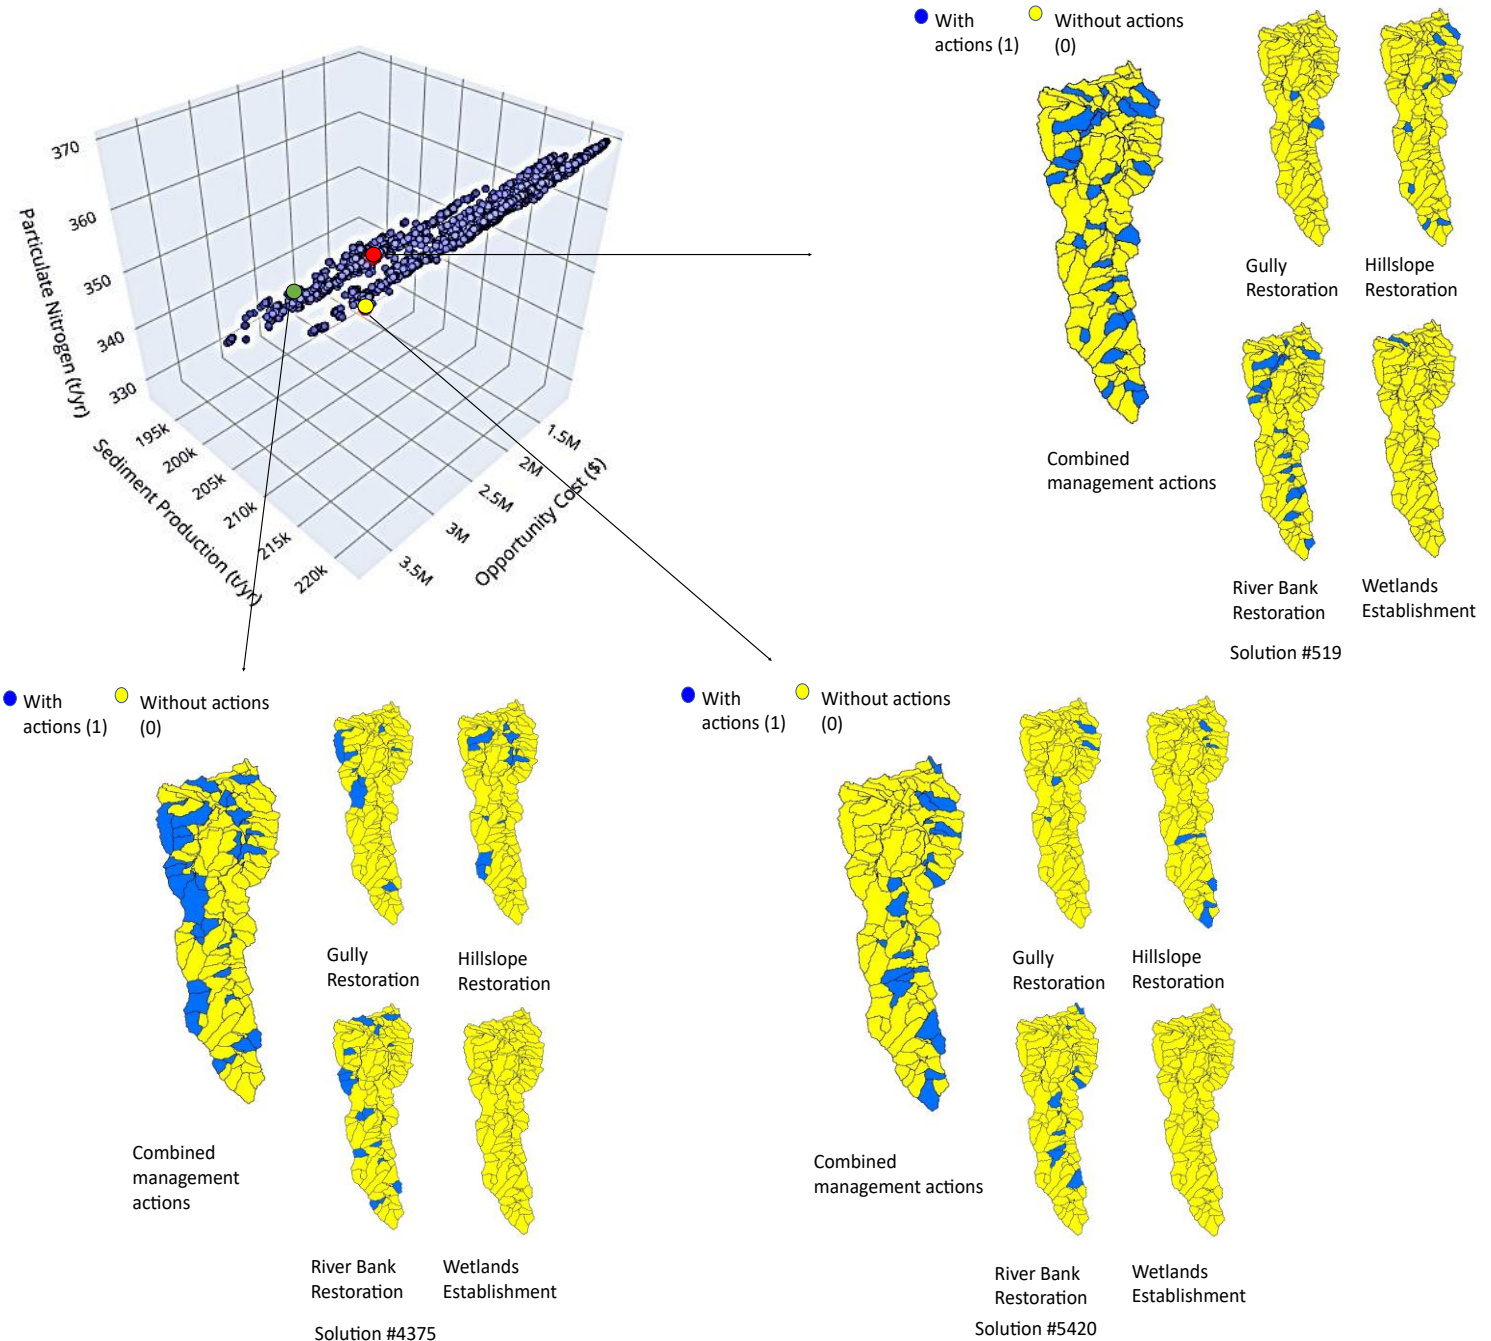 With
actions (1)
Without actions
(0)
370
360
350
340
330
Particulate Nitrogen (t/yr)
195k
200k
205k
210k
215k
220k
Sediment Production (t/yr)
1.5M
2M
2.5M
3M
3.5M
Opportunity Cost ($)
Gully
Restoration
Hillslope
Restoration
Combined
management actions
River Bank
Restoration
Wetlands
Establishment
Solution #519
With
actions (1)
Without actions
(0)
Gully
Restoration
Hillslope
Restoration
Combined
management
actions
River Bank
Restoration
Wetlands
Establishment
Solution #4375
With
actions (1)
Without actions
(0)
Gully
Restoration
Hillslope
Restoration
Combined
management actions
River Bank
Restoration
Wetlands
Establishment
Solution #5420